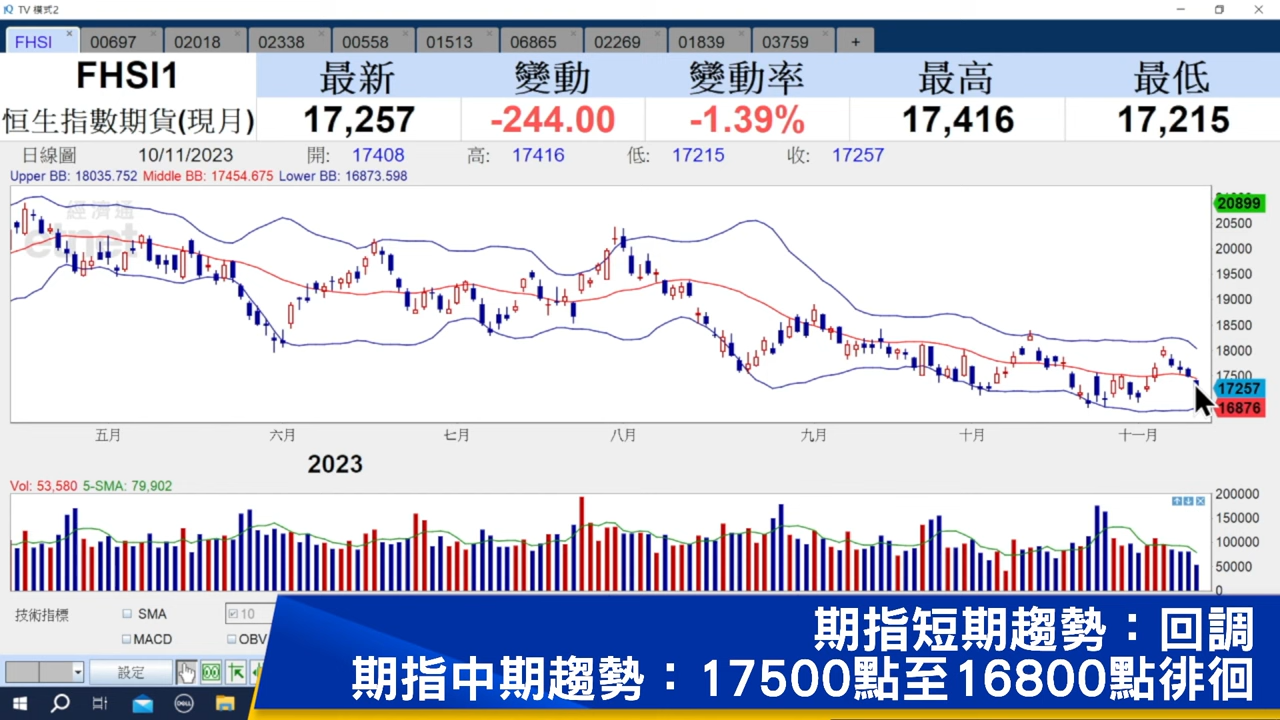 TV 模式2
FHSI 00697 02018 02338 00558 01513 06865 02269 01839 03759 +
FHSI1 最新 變動 變動率 最高 最低
恒生指數期貨(現月) 17,257 -244.00 -1.39% 17,416 17,215
日線圖 10/11/2023 開: 17408 高: 17416 低: 17215 收: 17257
Upper BB: 18035.752 Middle BB: 17454.675 Lower BB: 16873.598
經濟通
etnet
20899
20500
20000
19500
19000
18500
18000
17500
17257
16876
五月 六月 七月 八月 九月 十月 十一月
2023
Vol: 53,580 5-SMA: 79,902
200000
150000
100000
50000
0
技術指標 SMA 10
MACD OBV
設定
期指短期趨勢：回調
期指中期趨勢：17500點至16800點徘徊
DELL